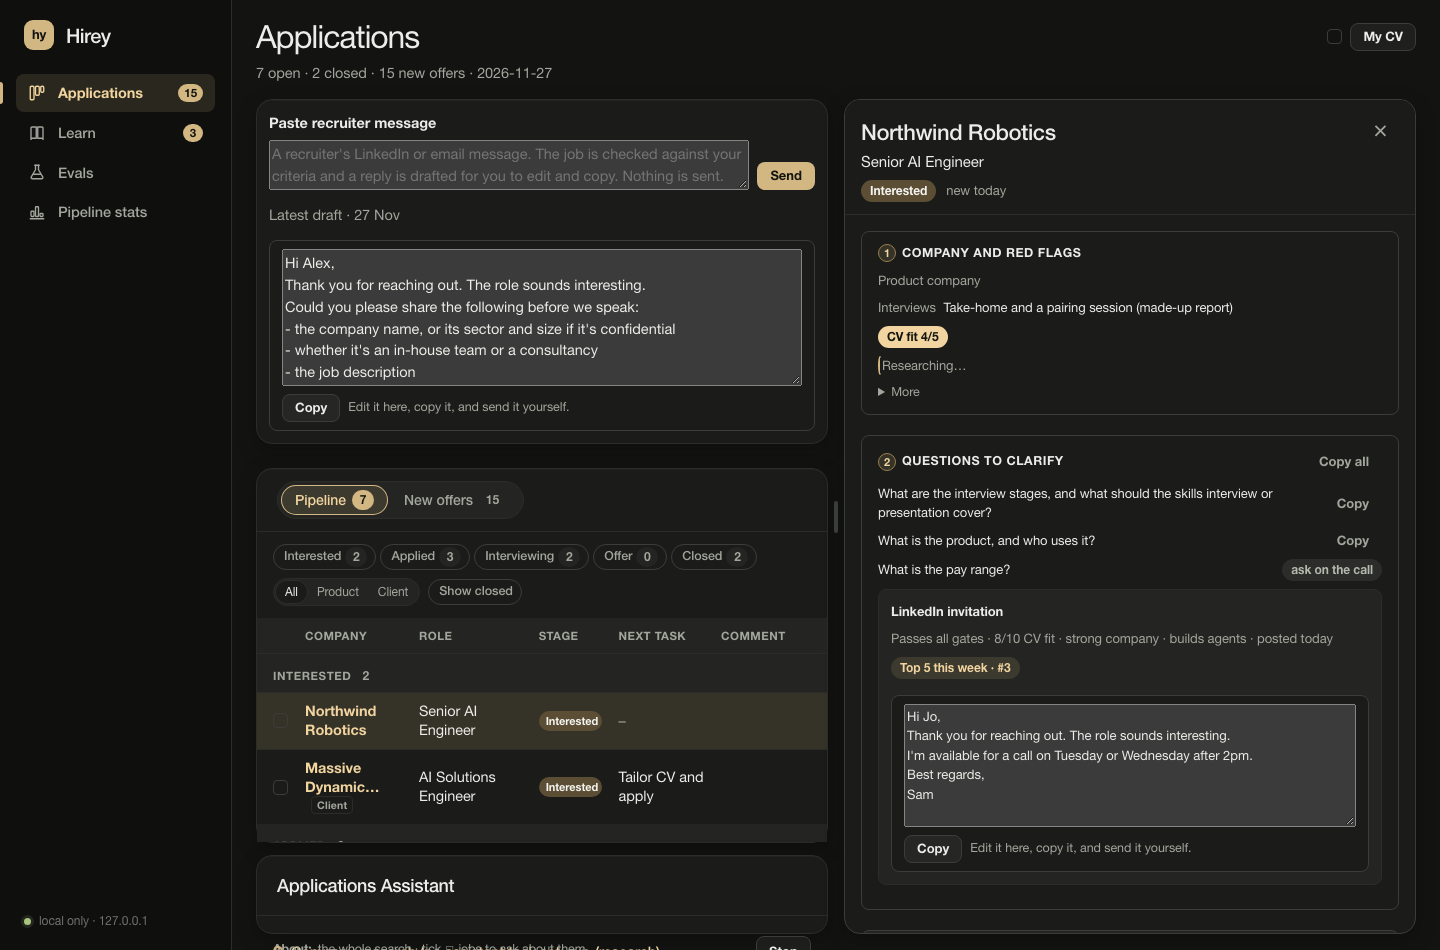 hy Hirey
Applications 15
Learn 3
Evals
Pipeline stats
local only · 127.0.0.1
Applications
7 open · 2 closed · 15 new offers · 2026-11-27
My CV
Paste recruiter message
A recruiter's LinkedIn or email message. The job is checked against your
criteria and a reply is drafted for you to edit and copy. Nothing is sent.
Send
Latest draft · 27 Nov
Hi Alex,
Thank you for reaching out. The role sounds interesting.
Could you please share the following before we speak:
- the company name, or its sector and size if it's confidential
- whether it's an in-house team or a consultancy
- the job description
Copy Edit it here, copy it, and send it yourself.
Pipeline 7 New offers 15
Interested 2 Applied 3 Interviewing 2 Offer 0 Closed 2
All Product Client Show closed
COMPANY ROLE STAGE NEXT TASK COMMENT
INTERESTED 2
Northwind Robotics
Senior AI Engineer
Interested
–
Massive Dynamic…
Client
AI Solutions Engineer
Interested
Tailor CV and apply
Applications Assistant
the whole search, tick
jobs to ask about them
Stop
Northwind Robotics
Senior AI Engineer
Interested new today
1 COMPANY AND RED FLAGS
Product company
Interviews Take-home and a pairing session (made-up report)
CV fit 4/5
Researching…
More
2 QUESTIONS TO CLARIFY Copy all
What are the interview stages, and what should the skills interview or
presentation cover?
Copy
What is the product, and who uses it? Copy
What is the pay range? ask on the call
LinkedIn invitation
Passes all gates · 8/10 CV fit · strong company · builds agents · posted today
Top 5 this week · #3
Hi Jo,
Thank you for reaching out. The role sounds interesting.
I'm available for a call on Tuesday or Wednesday after 2pm.
Best regards,
Sam
Copy Edit it here, copy it, and send it yourself.